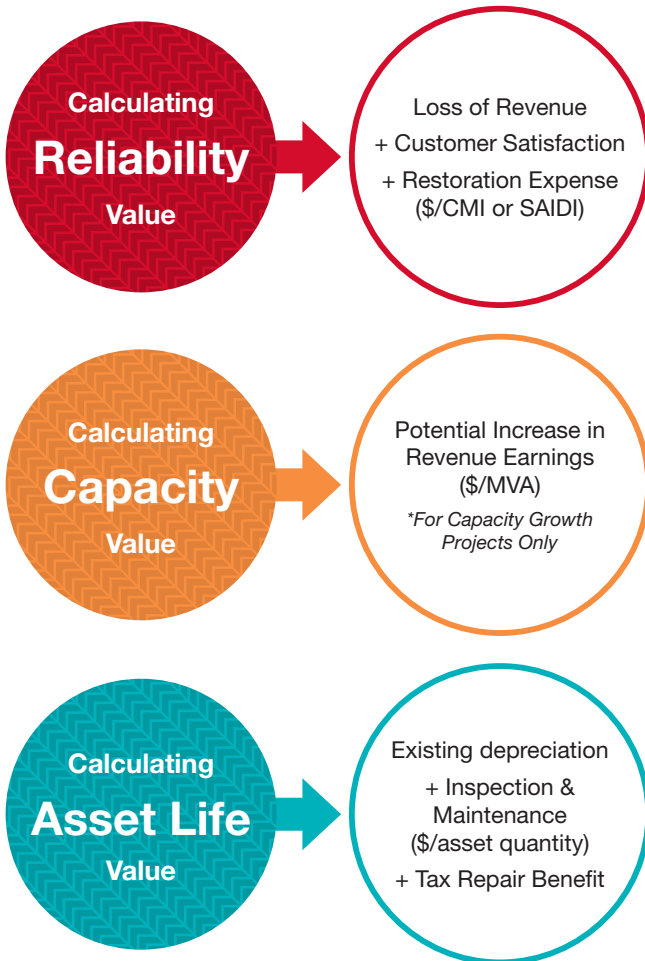 Calculating
Reliability
Value
Loss of Revenue
+ Customer Satisfaction
+ Restoration Expense
($/CMI or SAIDI)
Calculating
Capacity
Value
Potential Increase in
Revenue Earnings
($/MVA)
*For Capacity Growth
Projects Only
Calculating
Asset Life
Value
Existing depreciation
+ Inspection &
Maintenance
($/asset quantity)
+ Tax Repair Benefit